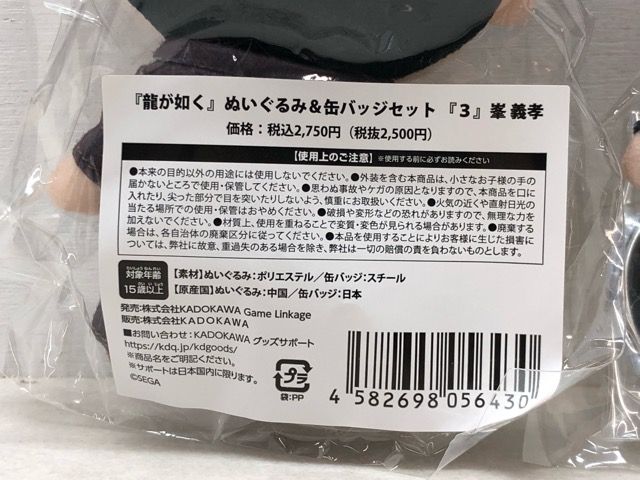 『龍が如く』ぬいぐるみ&缶バッジセット『3』峯 義孝
価格：税込2,750円（税抜2,500円）
【使用上のご注意】※使用する前に必ずお読みください
●本来の目的以外の用途には使用しないでください。●外装を含む本商品は、小さなお子様の手の
届かないところで使用・保管してください。●思わぬ事故やケガの原因となりますので、本商品を口に
入れたり、尖った部分で目を突いたりしないよう、慎重にお取扱いください。●火気の近くや直射日光の
当たる場所での使用・保管はおやめください。●破損や変形などの恐れがありますので、無理な力を
加えないでください。●材質上、使用を重ねることで変質・変色が見られる場合があります。●廃棄する
場合は、各自治体の廃棄区分に従ってください。●本品を使用することによりお客様に生じた損害に
ついては、弊社に故意、重過失のある場合を除き、弊社は一切の賠償の責を負わないものとします。
たいしょうねんれい
対象年齢
さい いじょう
15歳以上
【素材】ぬいぐるみ：ポリエステル／缶バッジ：スチール
【原産国】ぬいぐるみ：中国／缶バッジ：日本
発売：株式会社KADOKAWA Game Linkage
販売：株式会社KADOKAWA
●お問い合わせ：KADOKAWA グッズサポート
https://kdq.jp/kdgoods/
※商品名をご明記ください。
※サポートは日本国内に限ります。
©SEGA
プラ
袋：PP
4 582698 056430